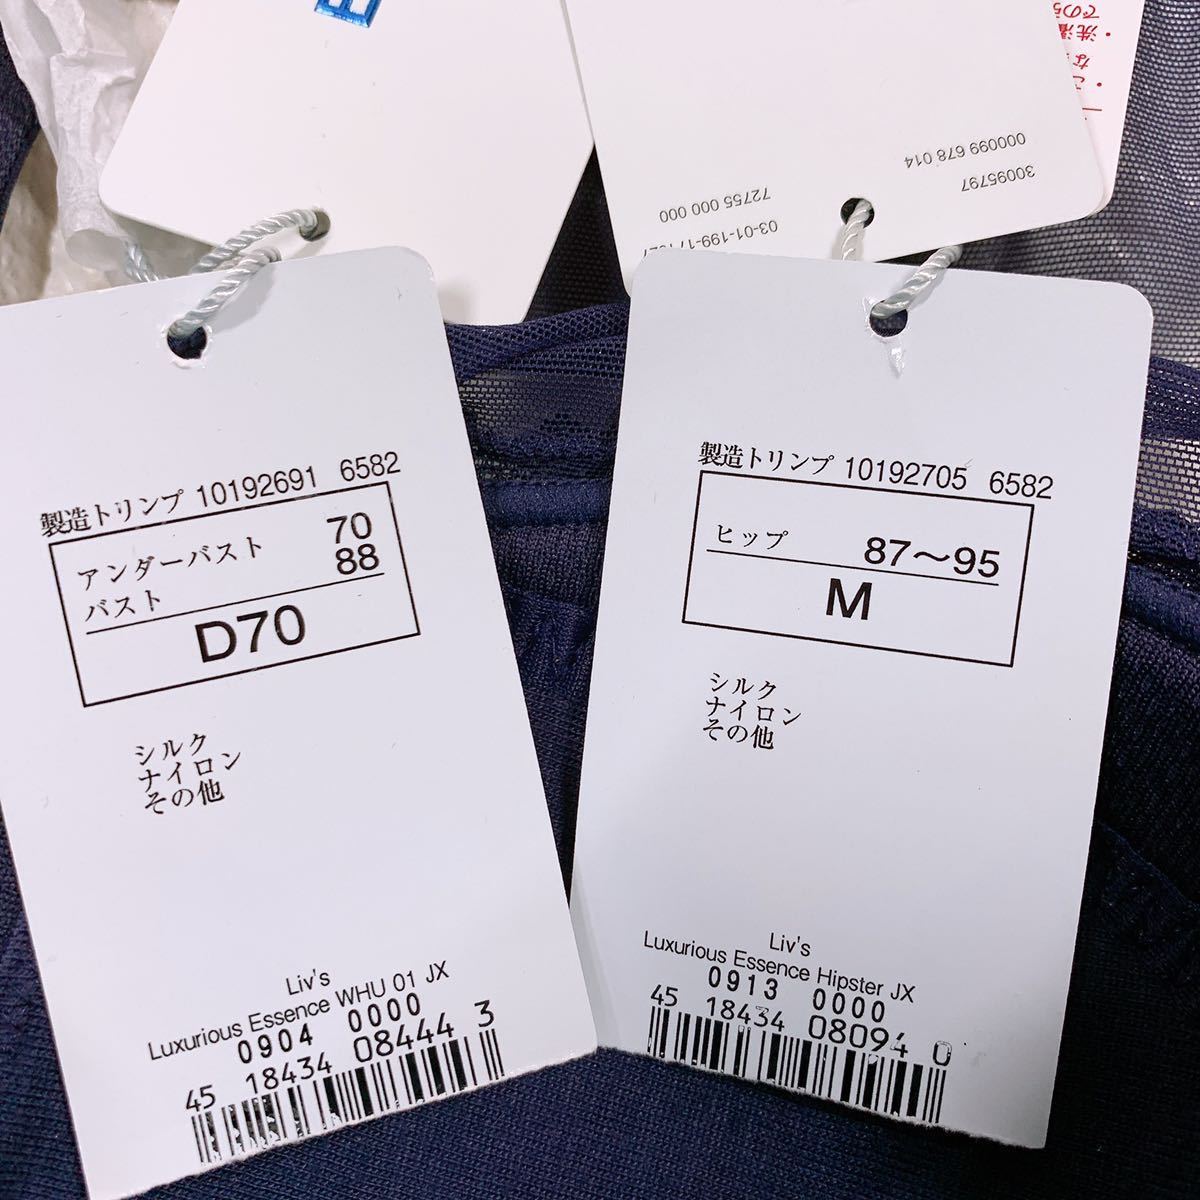 000099 678 014
30095797
72755 000 000
製造トリンプ 10192691 6582
アンダーバスト 70
バスト 88
D70
シルク
ナイロン
その他
Liv's
Luxurious Essence WHU 01 JX
0904 0000
45 18434 08444 3
製造トリンプ 10192705 6582
ヒップ 87～95
M
シルク
ナイロン
その他
Liv's
Luxurious Essence Hipster JX
0913 0000
45 18434 08094 0